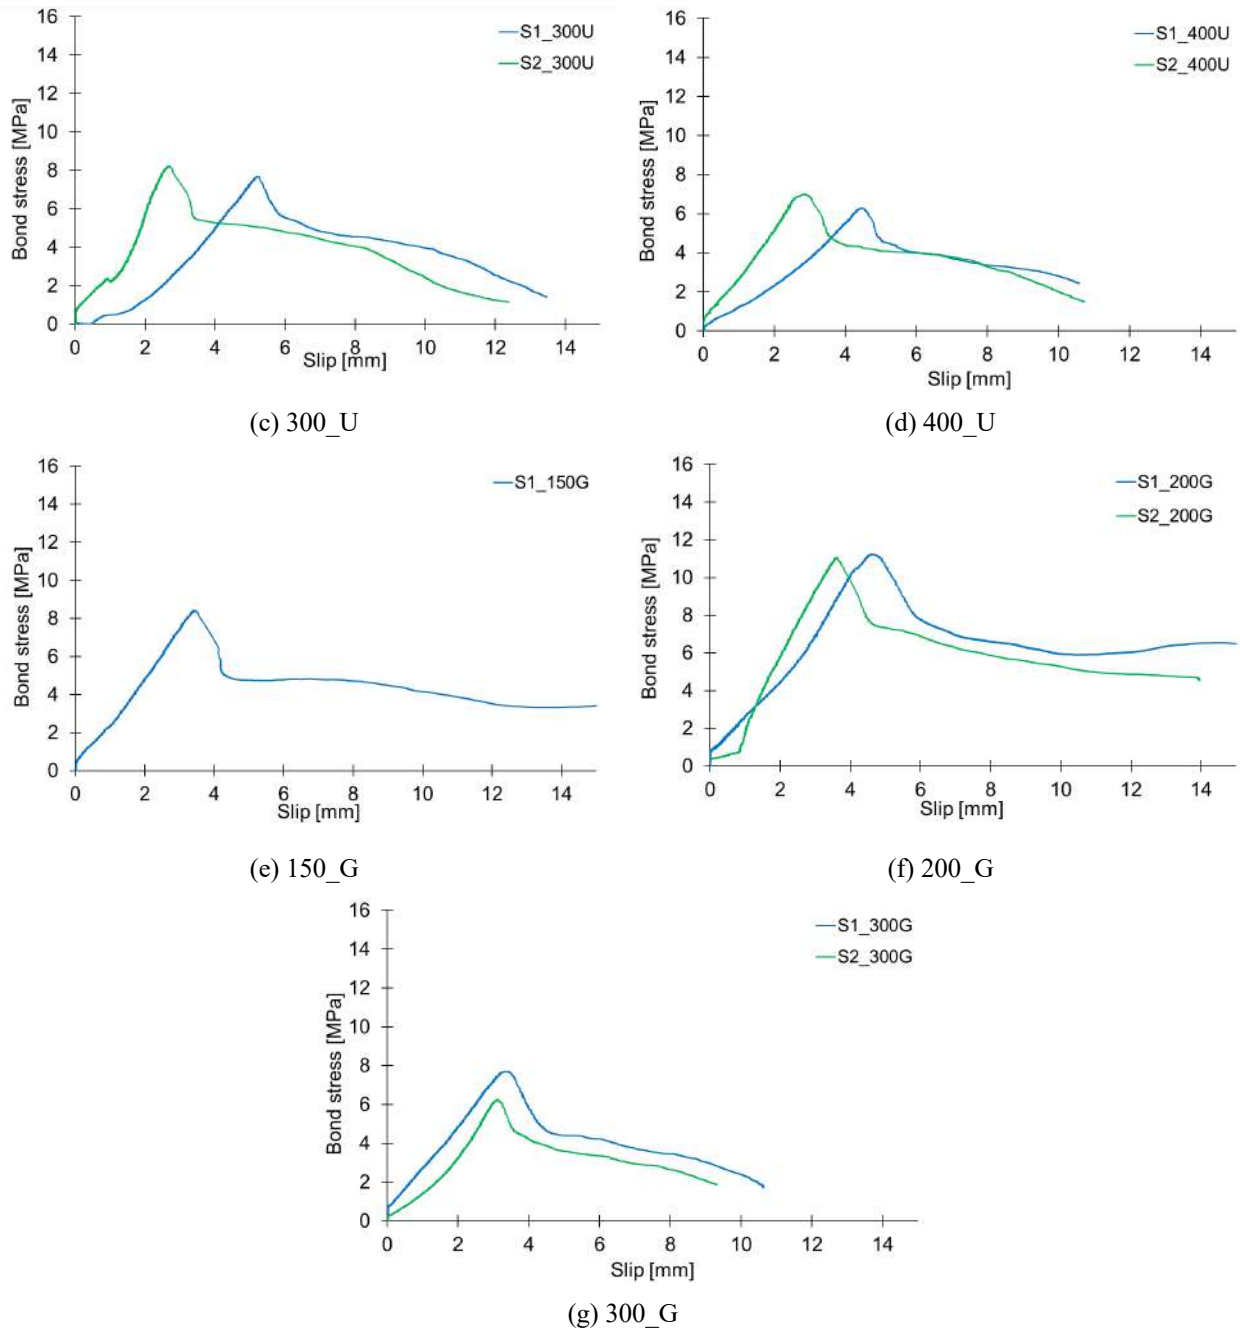 16
14
12
10
8
6
4
2
0
Bond stress [MPa]
S1_300U
S2_300U
0 2 4 6 8 10 12 14
Slip [mm]
(c) 300_U
16
14
12
10
8
6
4
2
0
Bond stress [MPa]
S1_400U
S2_400U
0 2 4 6 8 10 12 14
Slip [mm]
(d) 400_U
16
14
12
10
8
6
4
2
0
Bond stress [MPa]
S1_150G
0 2 4 6 8 10 12 14
Slip [mm]
(e) 150_G
16
14
12
10
8
6
4
2
0
Bond stress [MPa]
S1_200G
S2_200G
0 2 4 6 8 10 12 14
Slip [mm]
(f) 200_G
16
14
12
10
8
6
4
2
0
Bond stress [MPa]
S1_300G
S2_300G
0 2 4 6 8 10 12 14
Slip [mm]
(g) 300_G